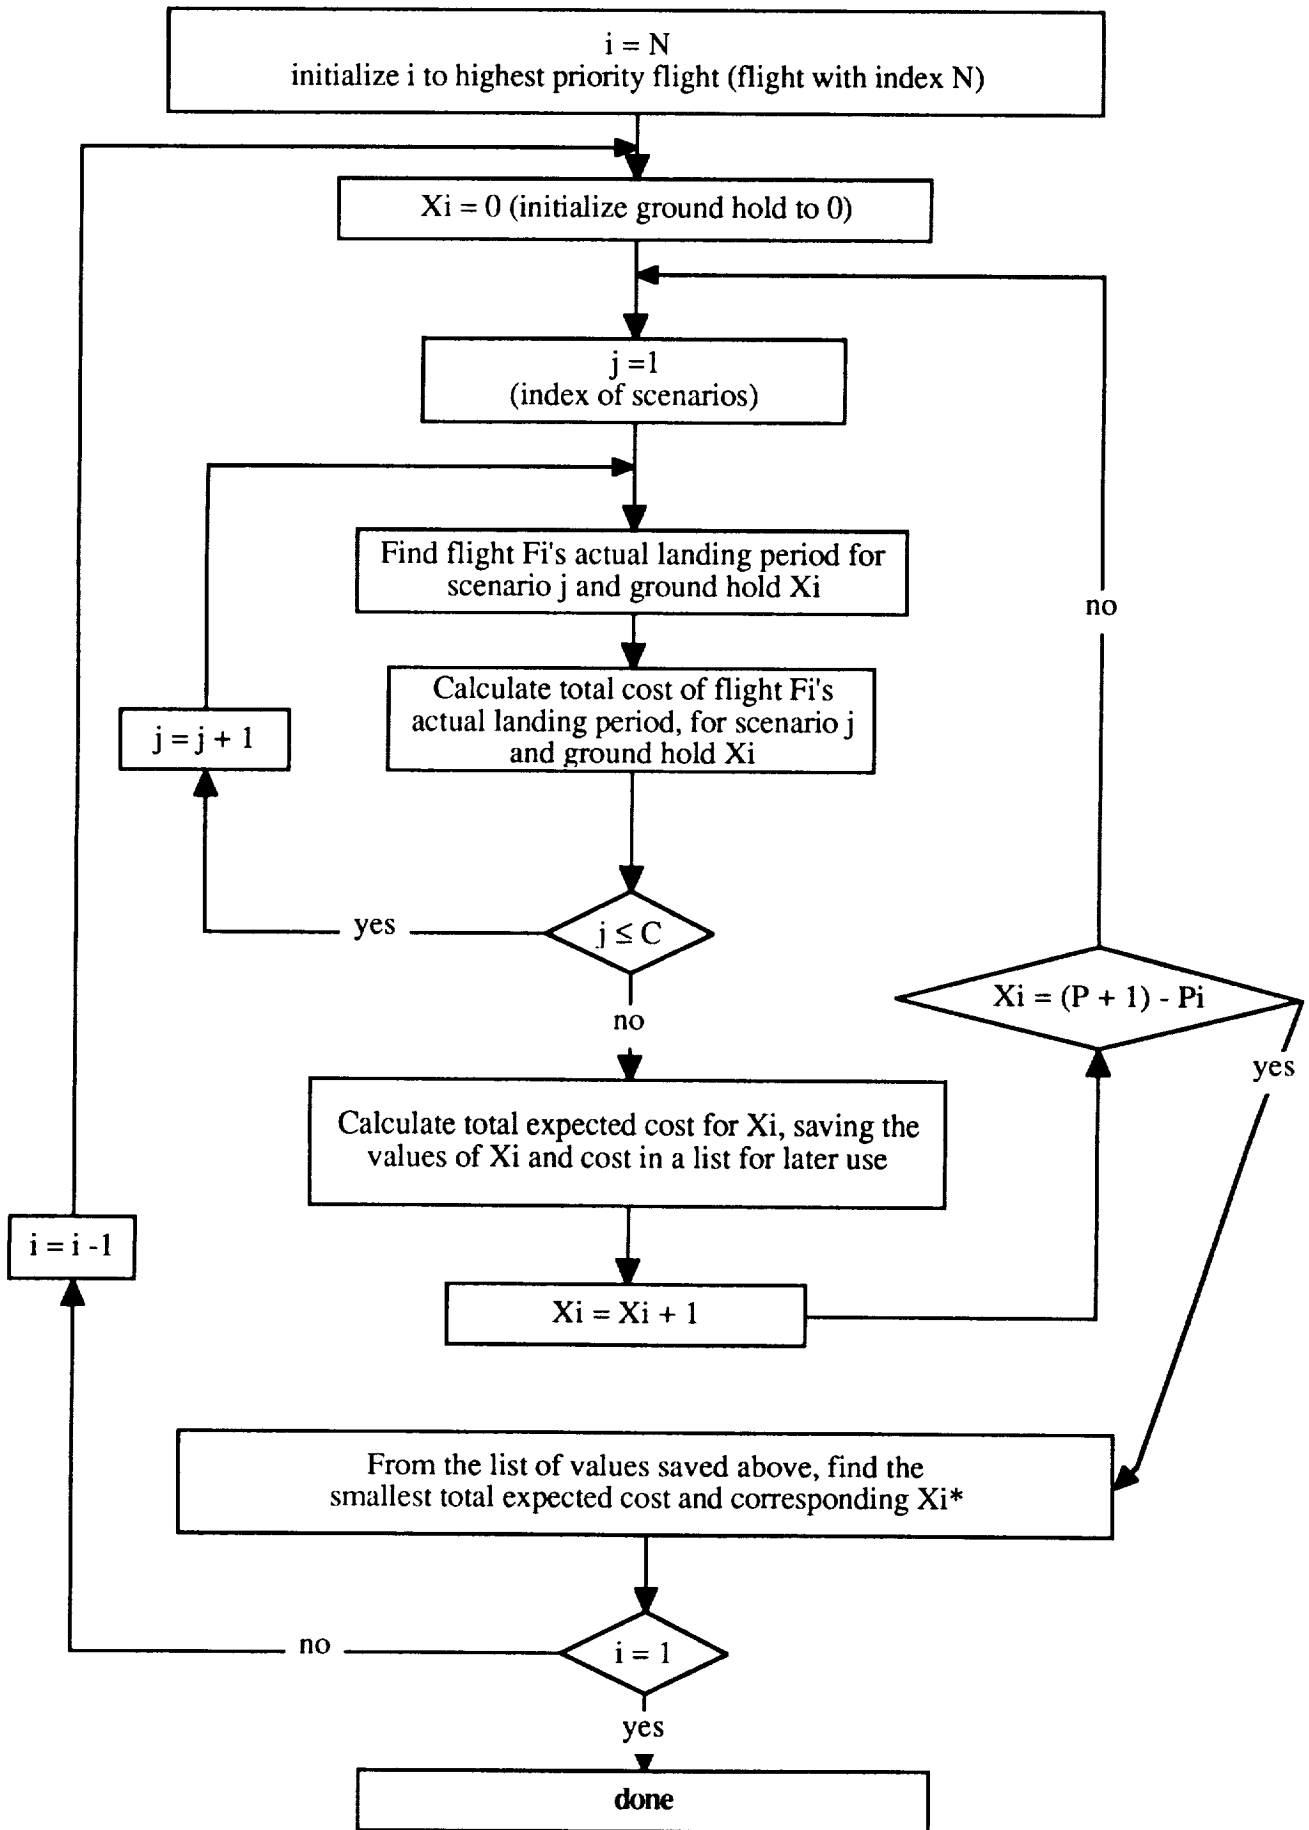 i = N
initialize i to highest priority flight (flight with index N)
Xi = 0 (initialize ground hold to 0)
j =1
(index of scenarios)
Find flight Fi's actual landing period for
scenario j and ground hold Xi
no
Calculate total cost of flight Fi's
actual landing period, for scenario j
and ground hold Xi
j = j + 1
yes
j ≤ C
no
Xi = (P + 1) - Pi
yes
Calculate total expected cost for Xi, saving the
values of Xi and cost in a list for later use
i = i -1
Xi = Xi + 1
From the list of values saved above, find the
smallest total expected cost and corresponding Xi*
no
i = 1
yes
done